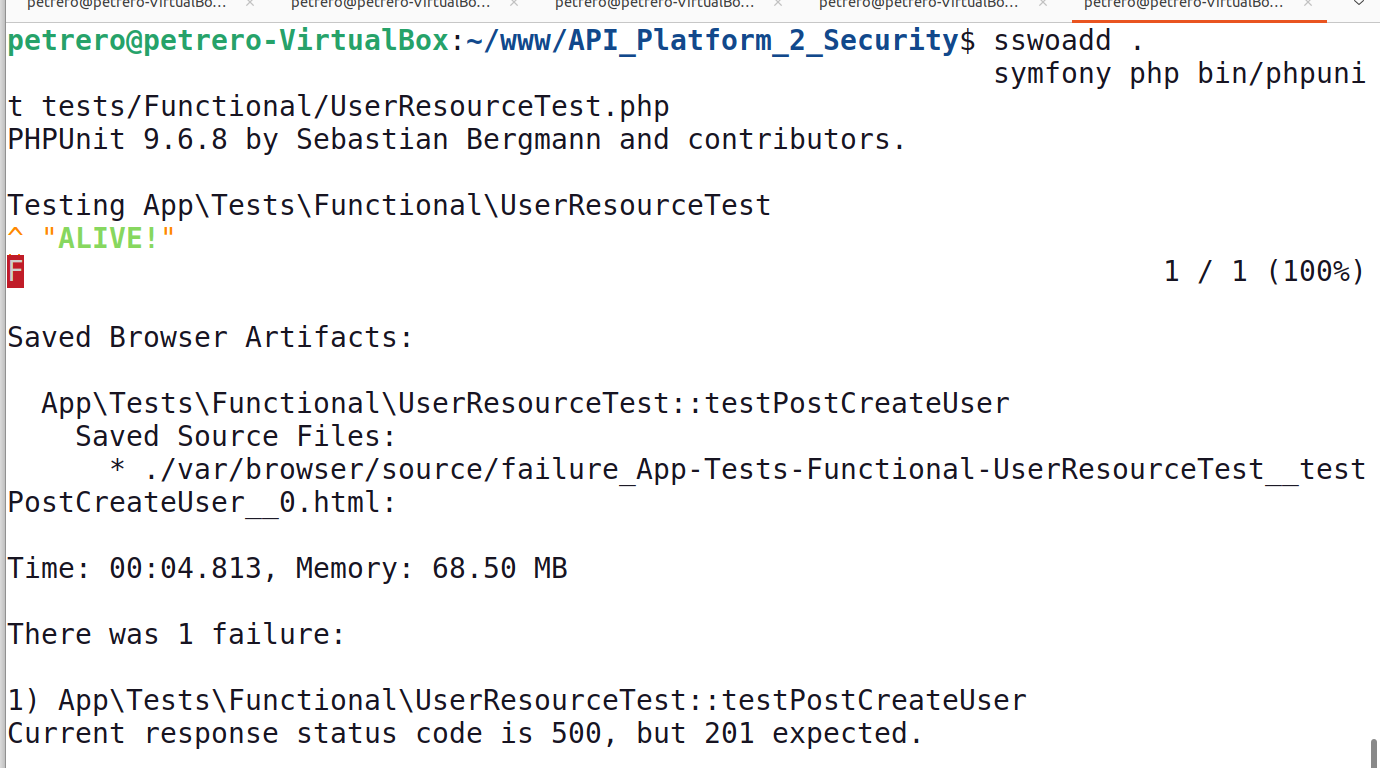 petrero@petrero-VirtualBo... × petrero@petrero-VirtualBo... × petrero@petrero-VirtualBo... × petrero@petrero-VirtualBo... × petrero@petrero-VirtualBo... ×
petrero@petrero-VirtualBox:~/www/API_Platform_2_Security$ sswoadd .
symfony php bin/phpuni
t tests/Functional/UserResourceTest.php
PHPUnit 9.6.8 by Sebastian Bergmann and contributors.
Testing App\Tests\Functional\UserResourceTest
^ "ALIVE!"
F 1 / 1 (100%)
Saved Browser Artifacts:
App\Tests\Functional\UserResourceTest::testPostCreateUser
Saved Source Files:
* ./var/browser/source/failure_App-Tests-Functional-UserResourceTest__test
PostCreateUser__0.html:
Time: 00:04.813, Memory: 68.50 MB
There was 1 failure:
1) App\Tests\Functional\UserResourceTest::testPostCreateUser
Current response status code is 500, but 201 expected.